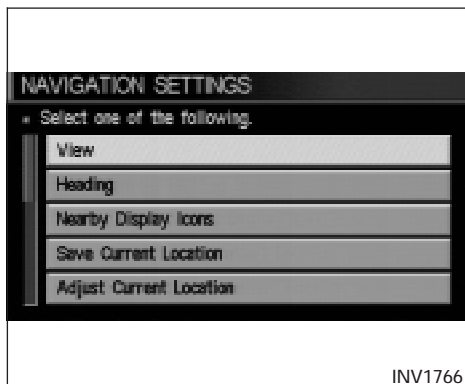 NAVIGATION SETTINGS
Select one of the following.
View
Heading
Nearby Display Icons
Save Current Location
Adjust Current Location
INV1766